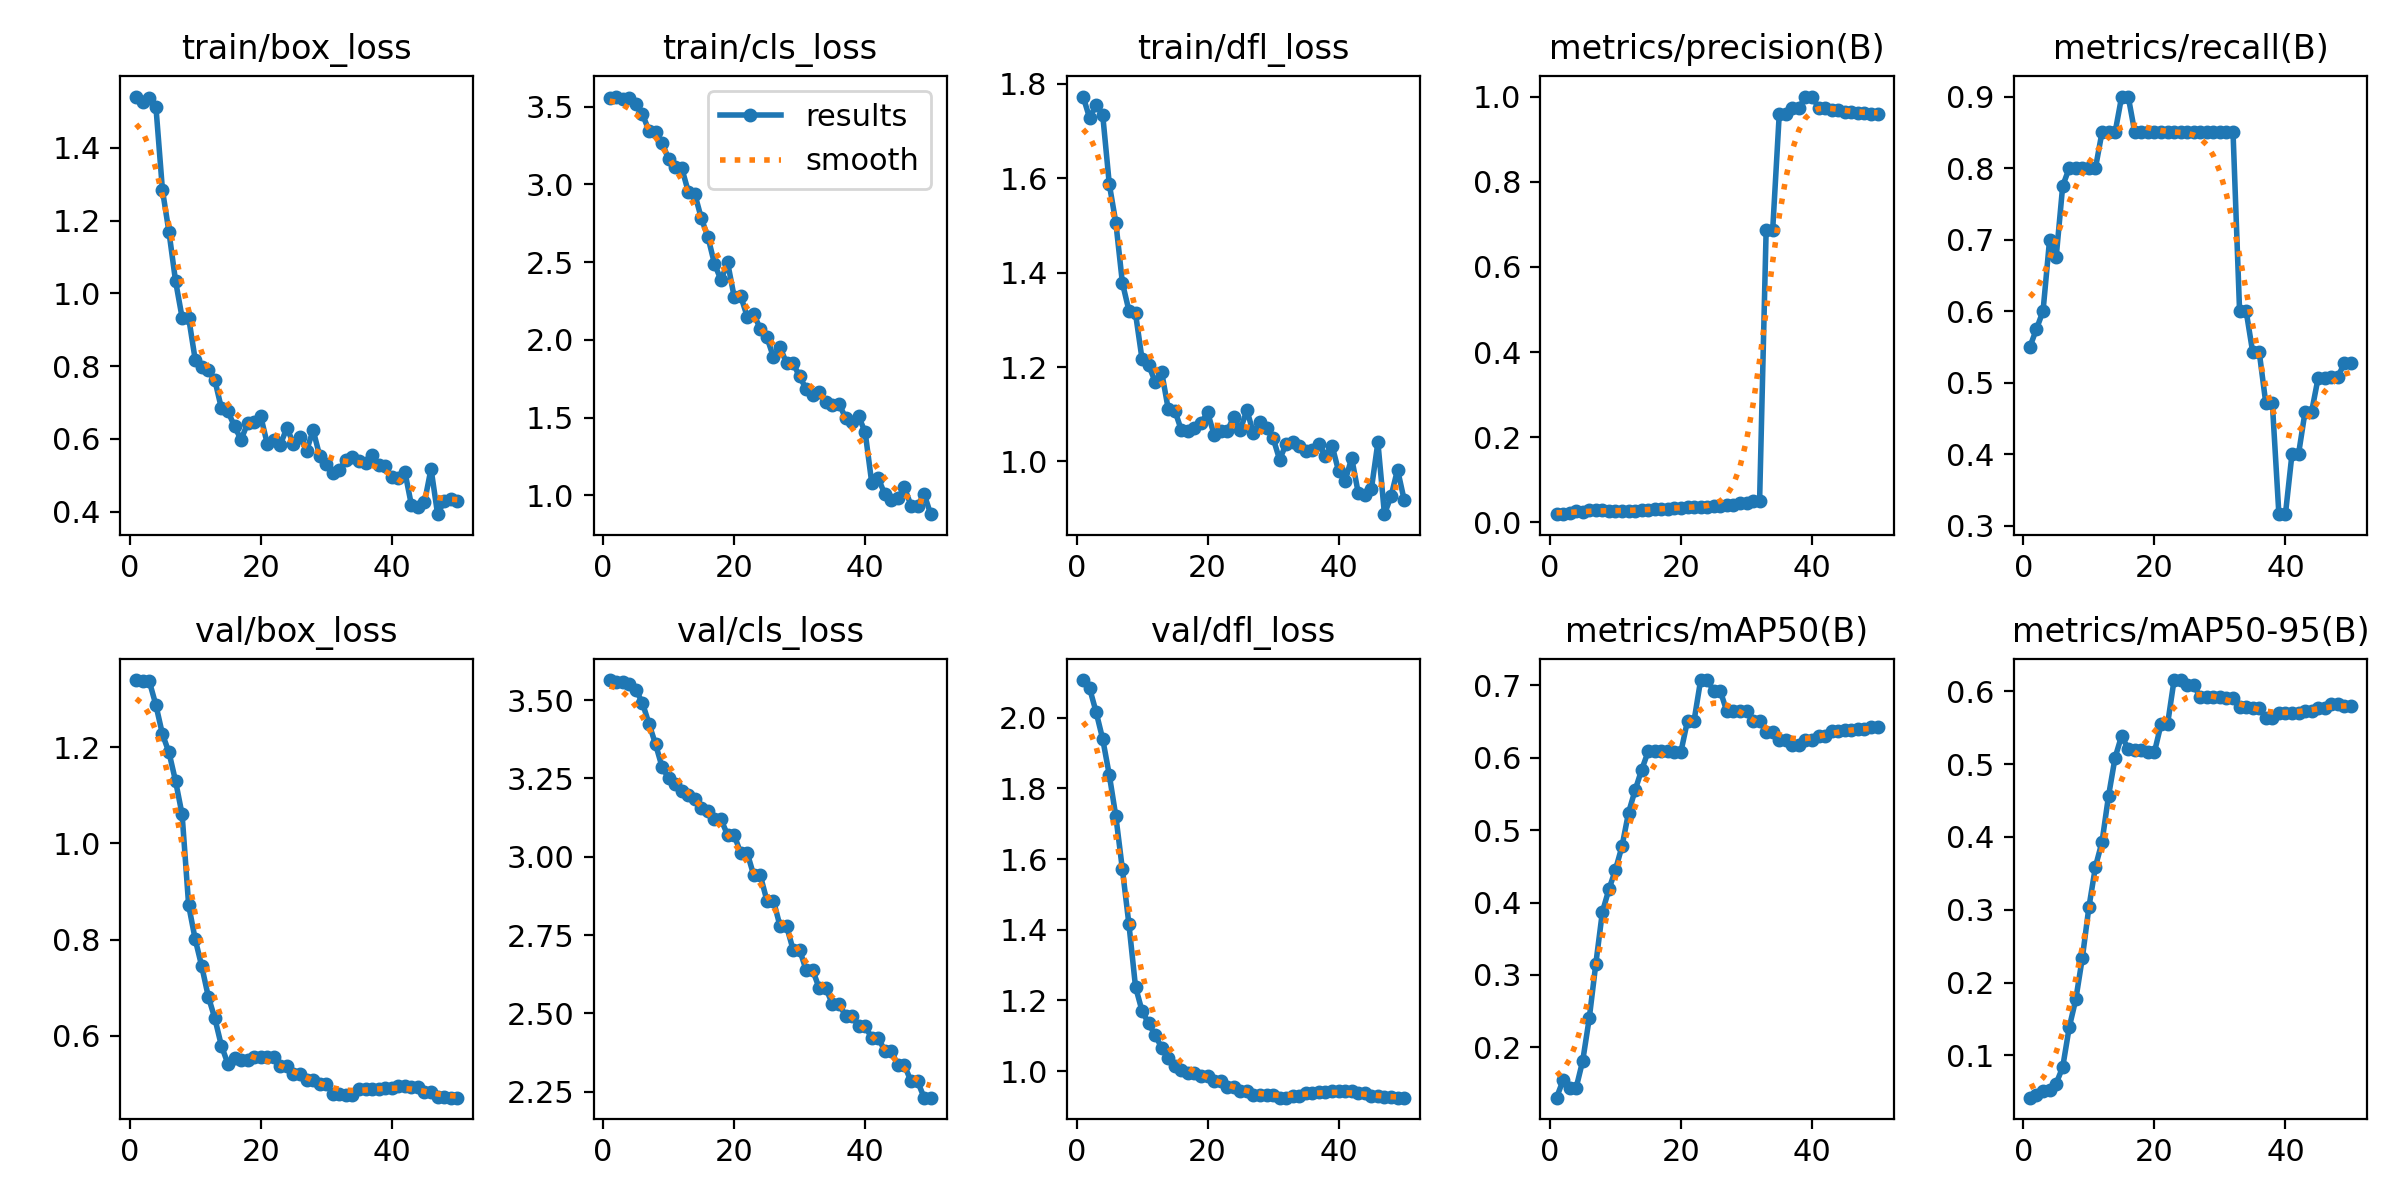 train/box_loss
1.4
1.2
1.0
0.8
0.6
0.4
0 20 40
train/cls_loss
results
smooth
3.5
3.0
2.5
2.0
1.5
1.0
0 20 40
train/dfl_loss
1.8
1.6
1.4
1.2
1.0
0 20 40
metrics/precision(B)
1.0
0.8
0.6
0.4
0.2
0.0
0 20 40
metrics/recall(B)
0.9
0.8
0.7
0.6
0.5
0.4
0.3
0 20 40
val/box_loss
1.2
1.0
0.8
0.6
0 20 40
val/cls_loss
3.50
3.25
3.00
2.75
2.50
2.25
0 20 40
val/dfl_loss
2.0
1.8
1.6
1.4
1.2
1.0
0 20 40
metrics/mAP50(B)
0.7
0.6
0.5
0.4
0.3
0.2
0 20 40
metrics/mAP50-95(B)
0.6
0.5
0.4
0.3
0.2
0.1
0 20 40